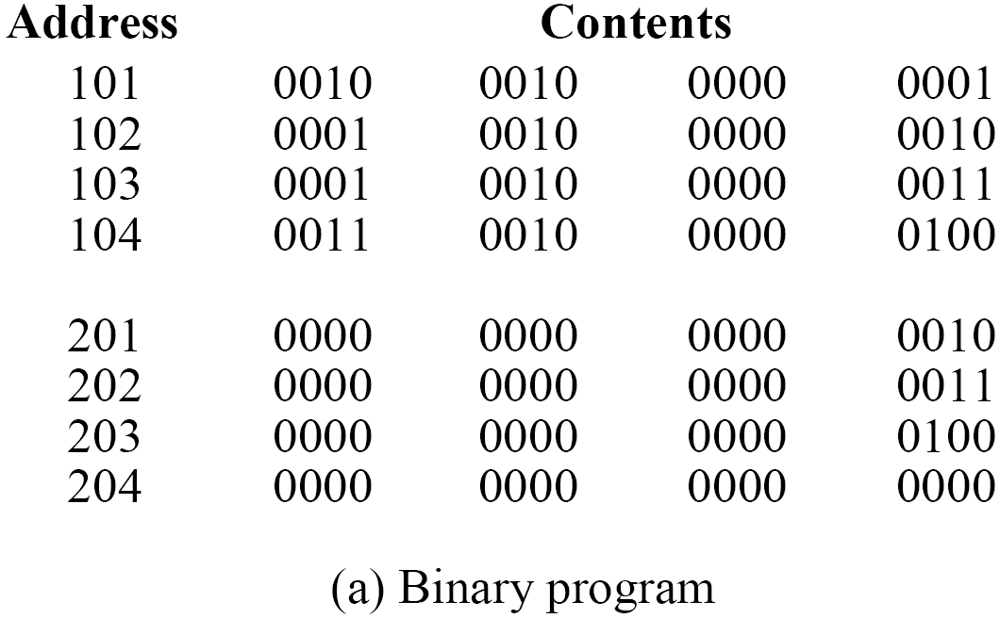 Address Contents
101 0010 0010 0000 0001
102 0001 0010 0000 0010
103 0001 0010 0000 0011
104 0011 0010 0000 0100
201 0000 0000 0000 0010
202 0000 0000 0000 0011
203 0000 0000 0000 0100
204 0000 0000 0000 0000
(a) Binary program